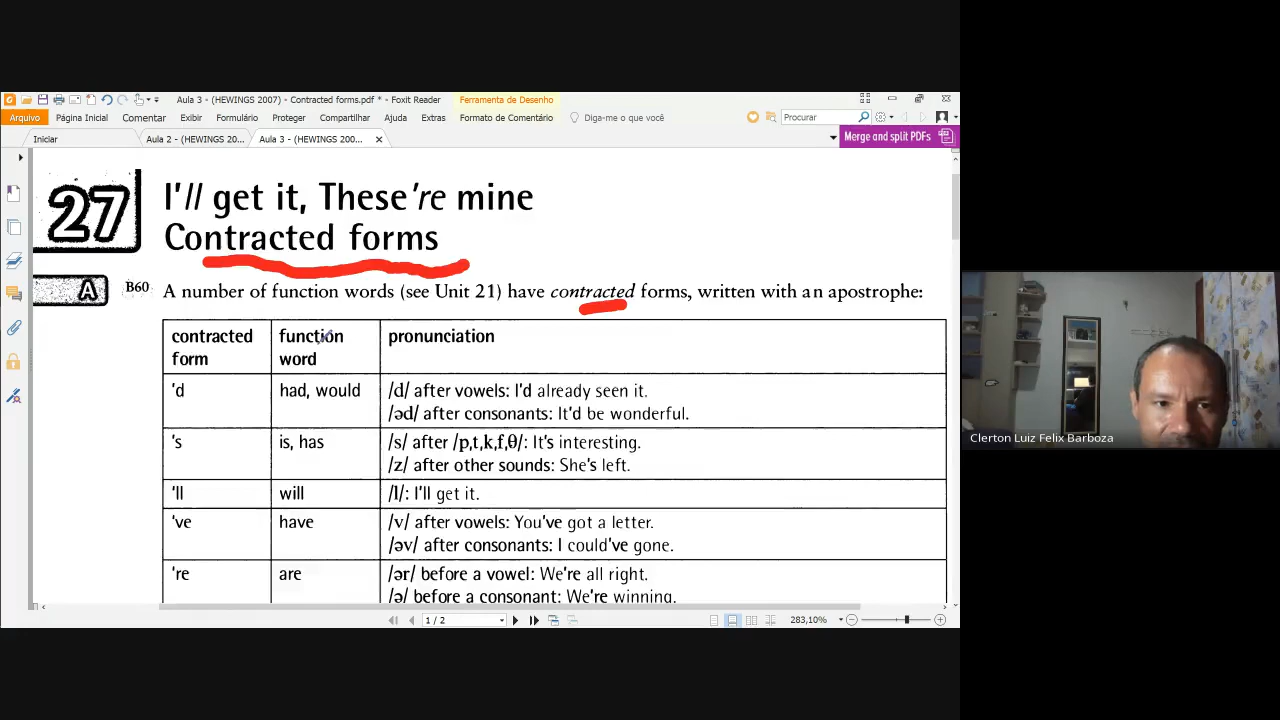 Aula 3 - (HEWINGS 2007) - Contracted forms.pdf * - Foxit Reader
Ferramenta de Desenho
Arquivo Página Inicial Comentar Exibir Formulário Proteger Compartilhar Ajuda Extras Formato de Comentário Diga-me o que você Procurar
Iniciar Aula 2 - (HEWINGS 20... Aula 3 - (HEWINGS 200... Merge and split PDFs
27 I'll get it, These're mine
Contracted forms
A B60 A number of function words (see Unit 21) have contracted forms, written with an apostrophe:
contracted form function word pronunciation
'd had, would /d/ after vowels: I'd already seen it.
/əd/ after consonants: It'd be wonderful.
's is, has /s/ after /p,t,k,f,θ/: It's interesting.
/z/ after other sounds: She's left.
'll will /l/: I'll get it.
've have /v/ after vowels: You've got a letter.
/əv/ after consonants: I could've gone.
're are /ər/ before a vowel: We're all right.
/ə/ before a consonant: We're winning.
1 / 2 283,10%
Clerton Luiz Felix Barboza